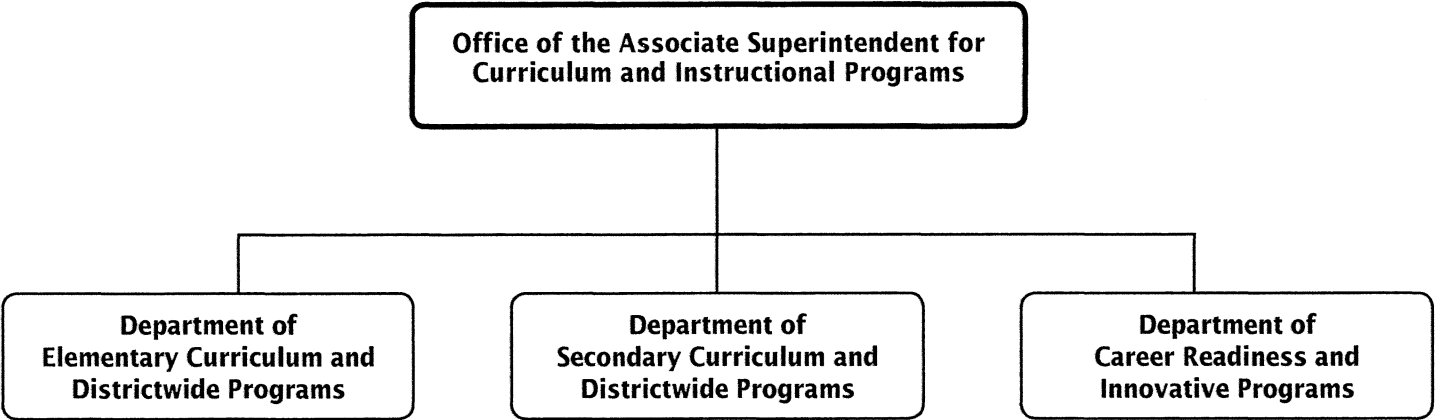 Office of the Associate Superintendent for
Curriculum and Instructional Programs
Department of
Elementary Curriculum and
Districtwide Programs
Department of
Secondary Curriculum and
Districtwide Programs
Department of
Career Readiness and
Innovative Programs